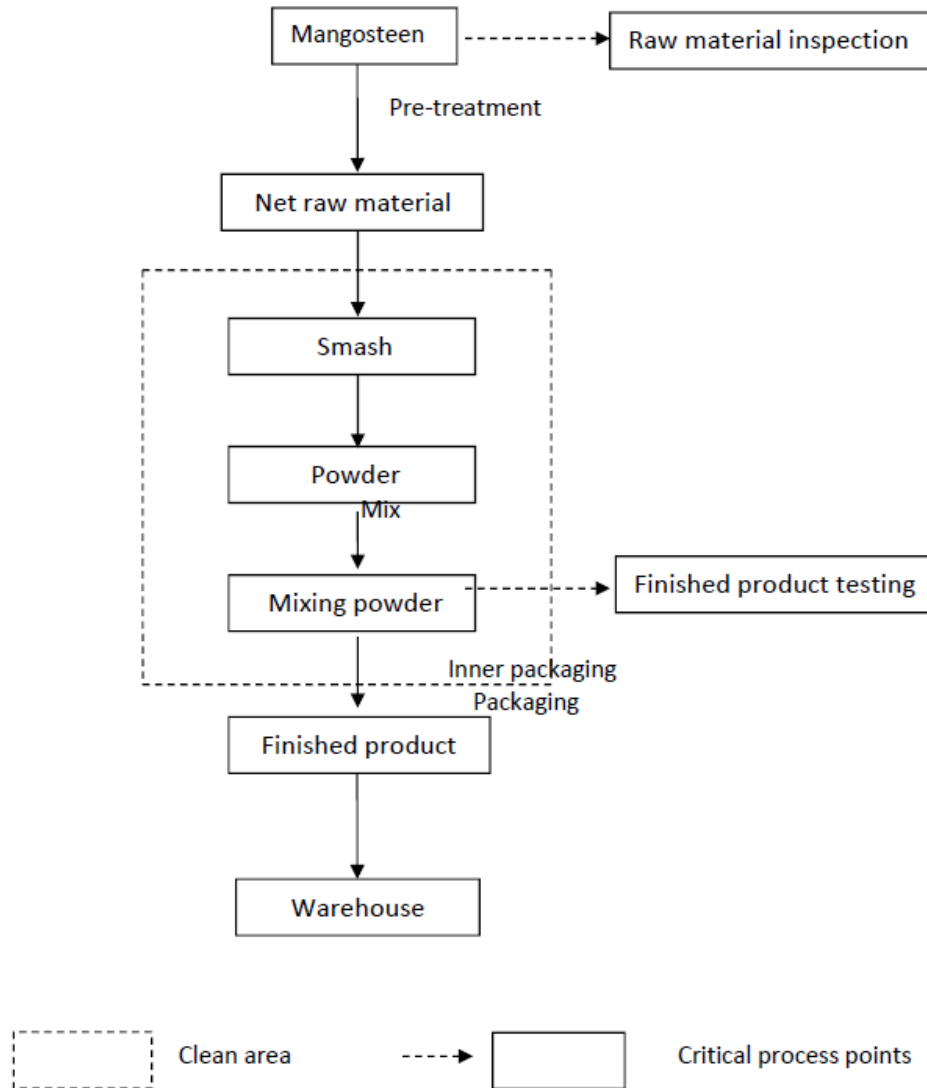 Mangosteen
Raw material inspection
Pre-treatment
Net raw material
Smash
Powder
Mix
Mixing powder
Finished product testing
Inner packaging
Packaging
Finished product
Warehouse
Clean area
Critical process points